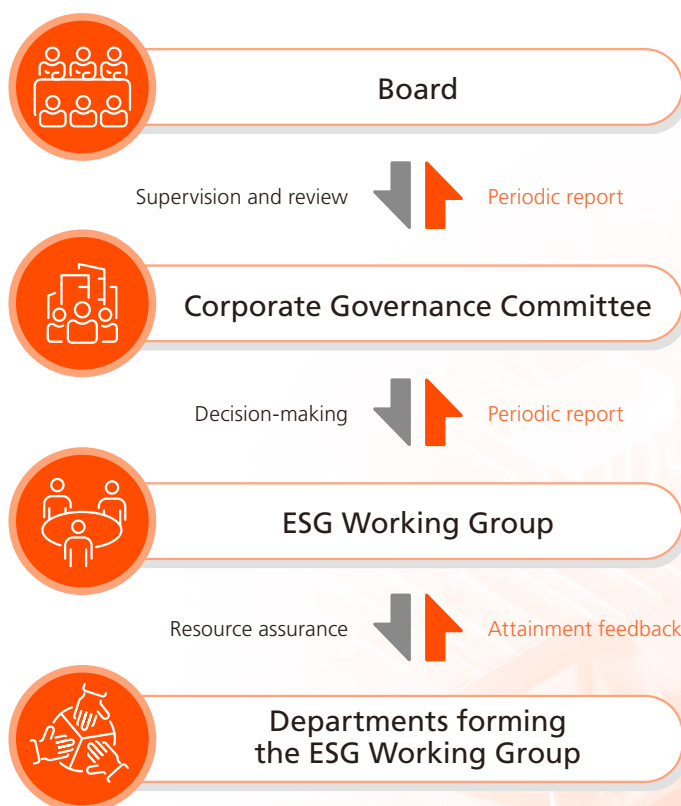 Board
Supervision and review
Periodic report
Corporate Governance Committee
Decision-making
Periodic report
ESG Working Group
Resource assurance
Attainment feedback
Departments forming
the ESG Working Group